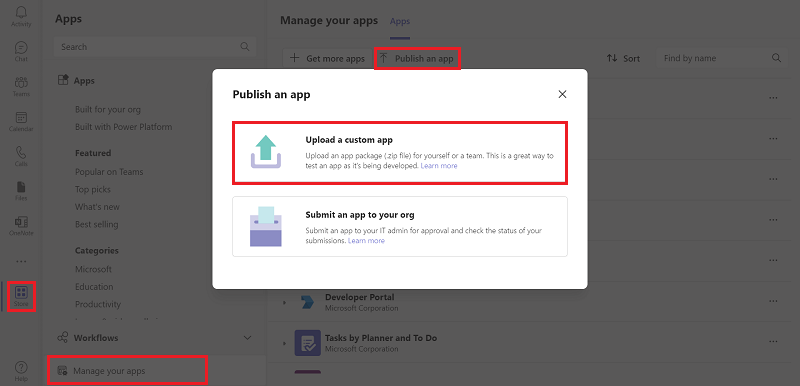 Activity
Chat
Teams
Calendar
Calls
Files
OneNote
Store
Help
Apps
Search
Apps
Built for your org
Built with Power Platform
Featured
Popular on Teams
Top picks
What's new
Best selling
Categories
Microsoft
Education
Productivity
Workflows
Manage your apps
Manage your apps Apps
Get more apps Publish an app Sort Find by name
Publish an app
Upload a custom app
Upload an app package (.zip file) for yourself or a team. This is a great way to
test an app as it's being developed. Learn more
Submit an app to your org
Submit an app to your IT admin for approval and check the status of your
submissions. Learn more
Developer Portal
Microsoft Corporation
Tasks by Planner and To Do
Microsoft Corporation